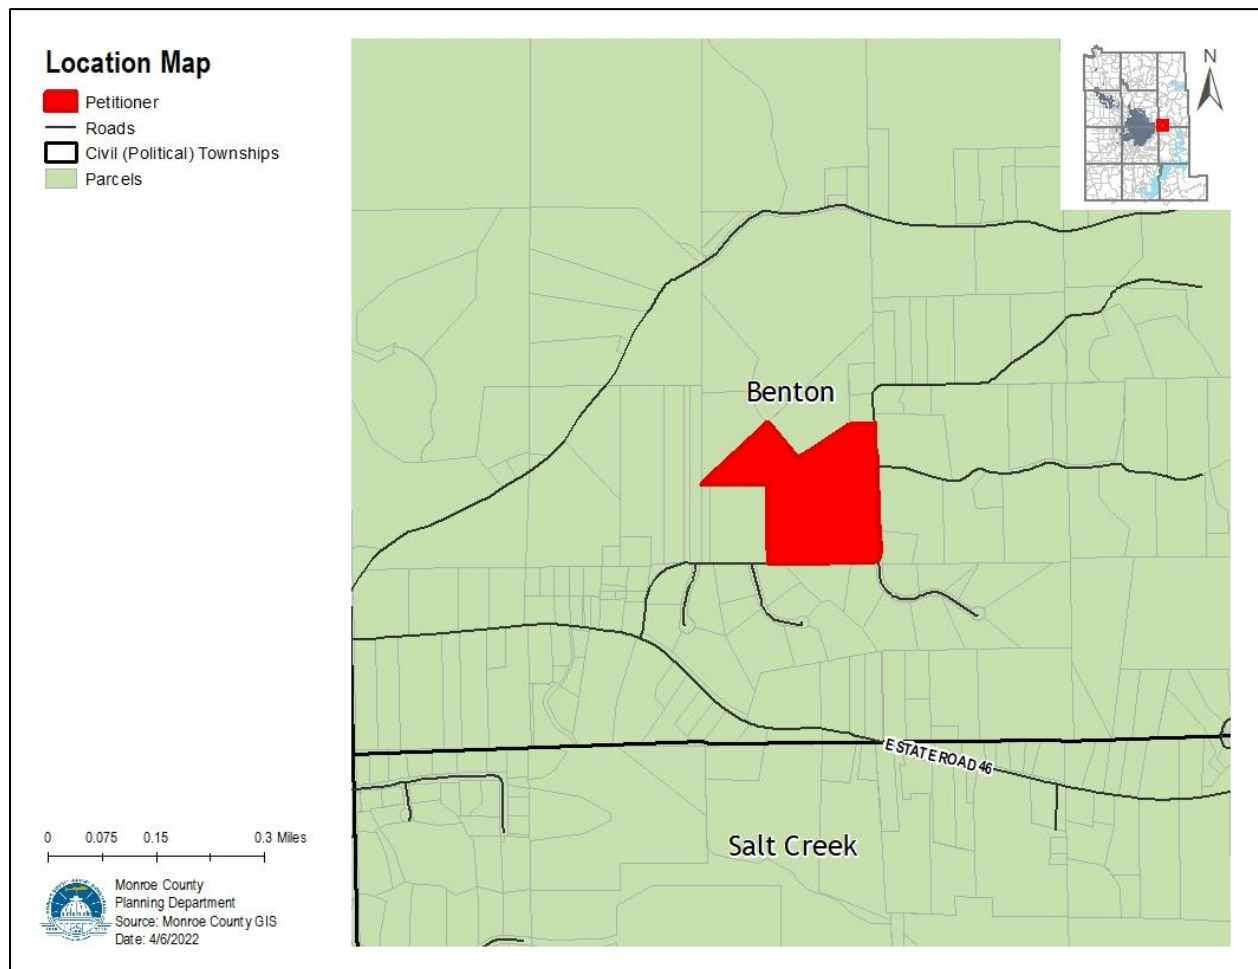 Location Map
Petitioner
Roads
Civil (Political) Townships
Parcels
N
Benton
E STATE ROAD 46
Salt Creek
0 0.075 0.15 0.3 Miles
Monroe County
Planning Department
Source: Monroe County GIS
Date: 4/6/2022